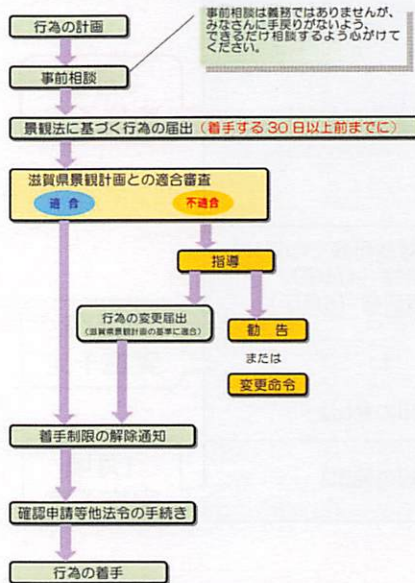 行為の計画
事前相談は義務ではありませんが、
みなさんに手戻りがないよう、
できるだけ相談するよう心がけて
ください。
事前相談
景観法に基づく行為の届出（着手する30日以上前までに）
滋賀県景観計画との適合審査
適合
不適合
指導
行為の変更届出
（滋賀県景観計画の基準に適合）
勧告
または
変更命令
着手制限の解除通知
確認申請等他法令の手続き
行為の着手